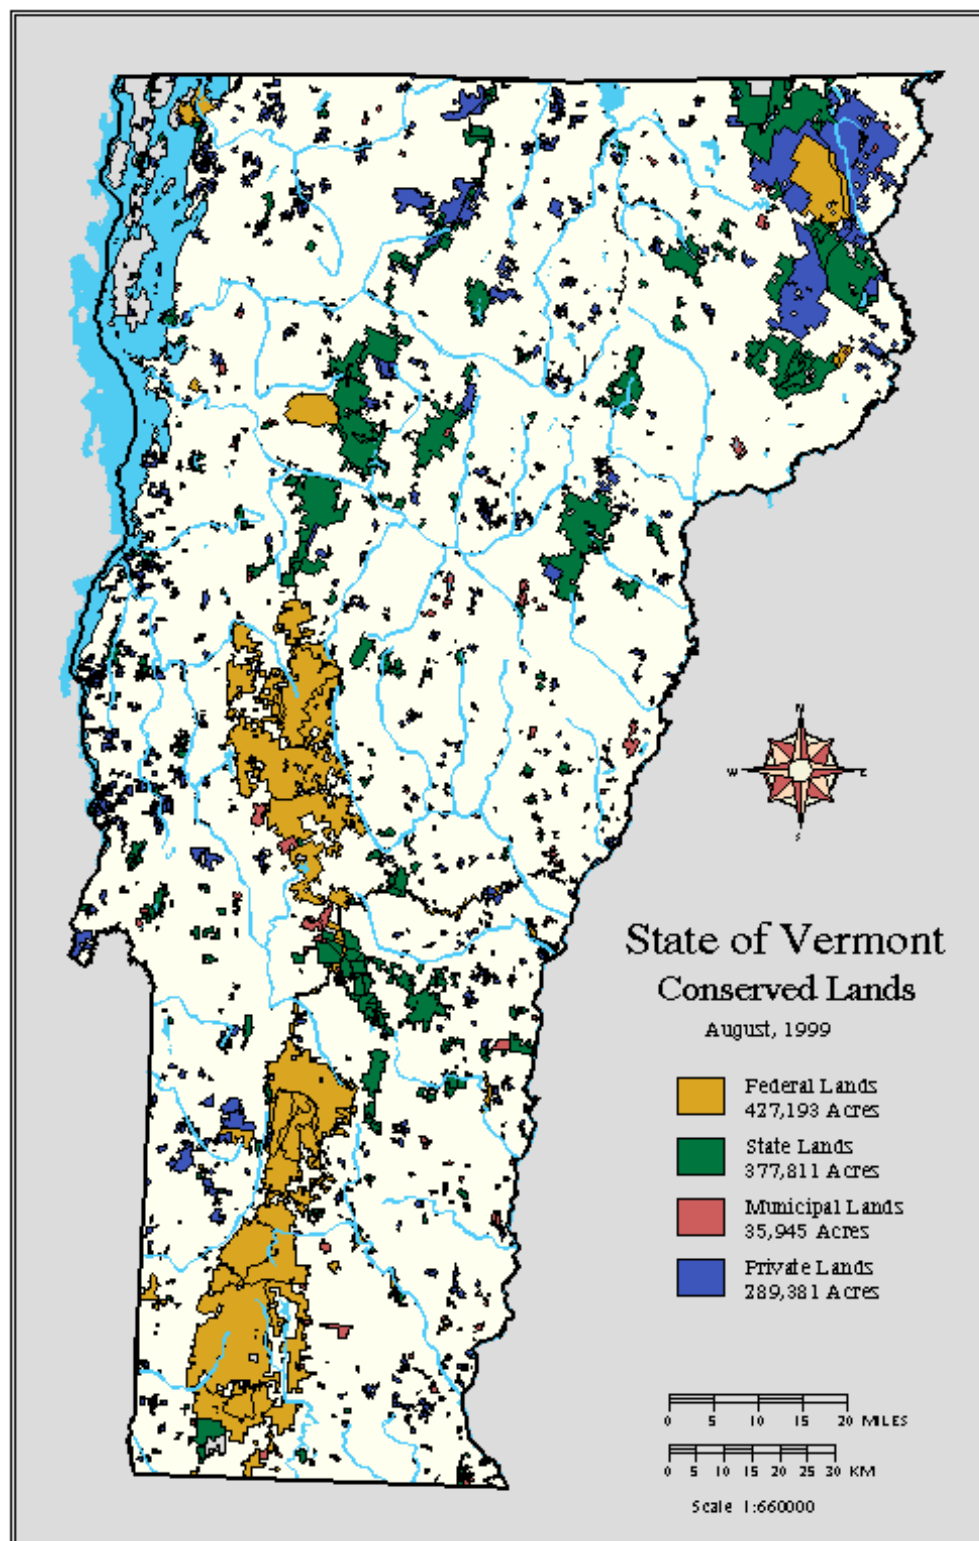 N
W E
S
State of Vermont
Conserved Lands
August, 1999
Federal Lands
427,193 Acres
State Lands
377,811 Acres
Municipal Lands
35,945 Acres
Private Lands
289,381 Acres
0 5 10 15 20 MILES
0 5 10 15 20 25 30 KM
Scale 1:660000